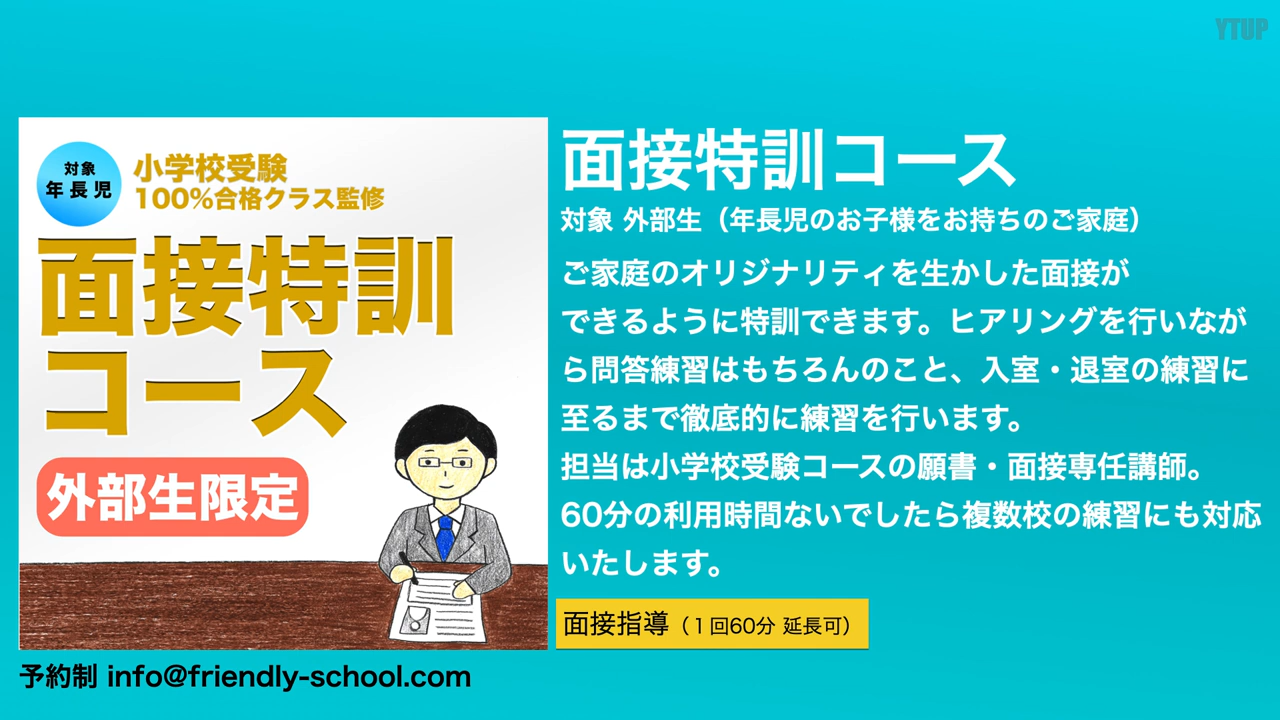 YTUP
対象
年長児
小学校受験
100%合格クラス監修
面接特訓
コース
外部生限定
面接特訓コース
対象 外部生（年長児のお子様をお持ちのご家庭）
ご家庭のオリジナリティを生かした面接が
できるように特訓できます。ヒアリングを行いなが
ら問答練習はもちろんのこと、入室・退室の練習に
至るまで徹底的に練習を行います。
担当は小学校受験コースの願書・面接専任講師。
60分の利用時間ないでしたら複数校の練習にも対応
いたします。
面接指導（１回60分 延長可）
予約制 info@friendly-school.com